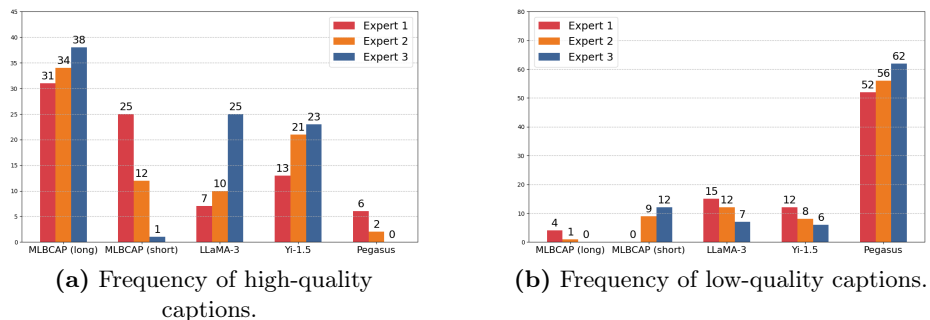 45
40
35
30
25
20
15
10
5
0
31 34 38
25 12 1
7 10 25
13 21 23
6 2 0
Expert 1
Expert 2
Expert 3
MLBCAP (long) MLBCAP (short) LLaMA-3 Yi-1.5 Pegasus
(a) Frequency of high-quality
captions.
80
70
60
50
40
30
20
10
0
Expert 1
Expert 2
Expert 3
4 1 0
0 9 12
15 12 7
12 8 6
52 56 62
MLBCAP (long) MLBCAP (short) LLaMA-3 Yi-1.5 Pegasus
(b) Frequency of low-quality captions.